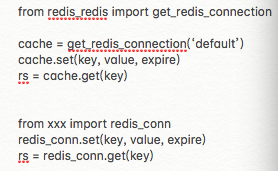 from redis_redis import get_redis_connection
cache = get_redis_connection(‘default’)
cache.set(key, value, expire)
rs = cache.get(key)
from xxx import redis_conn
redis_conn.set(key, value, expire)
rs = redis_conn.get(key)